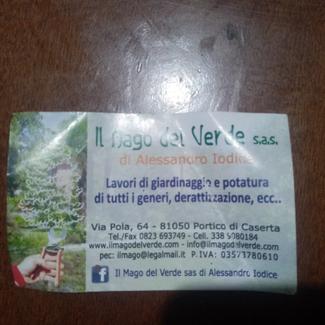 Il Mago del Verde s.a.s.
di Alessandro Iodice
Lavori di giardinaggio e potatura
di tutti i generi, derattizzazione, ecc..
Via Pola, 64 - 81050 Portico di Caserta
Tel./Fax 0823 693749 - Cell. 338 9080184
www.ilmagodelverde.com - info@ilmagodelverde.com
pec: ilmago@legalmail.it P.IVA: 03573780610
f Il Mago del Verde sas di Alessandro Iodice